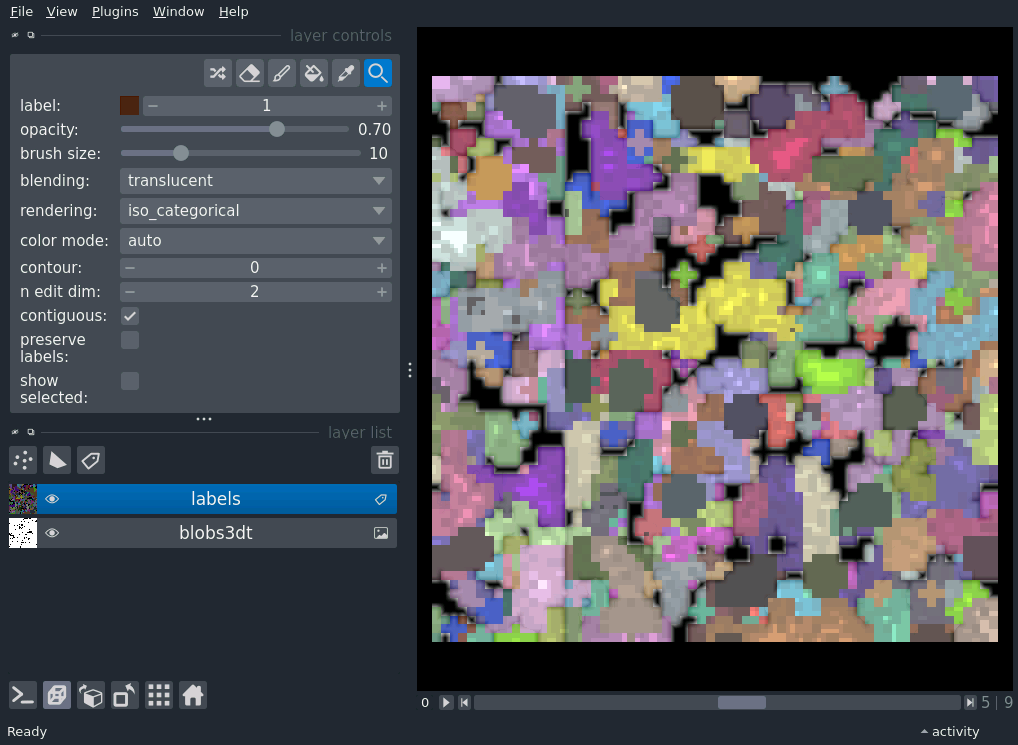 File View Plugins Window Help
layer controls
label: 1
opacity: 0.70
brush size: 10
blending: translucent
rendering: iso_categorical
color mode: auto
contour: 0
n edit dim: 2
contiguous:
preserve
labels:
show
selected:
layer list
labels
blobs3dt
0 5 | 9
Ready activity